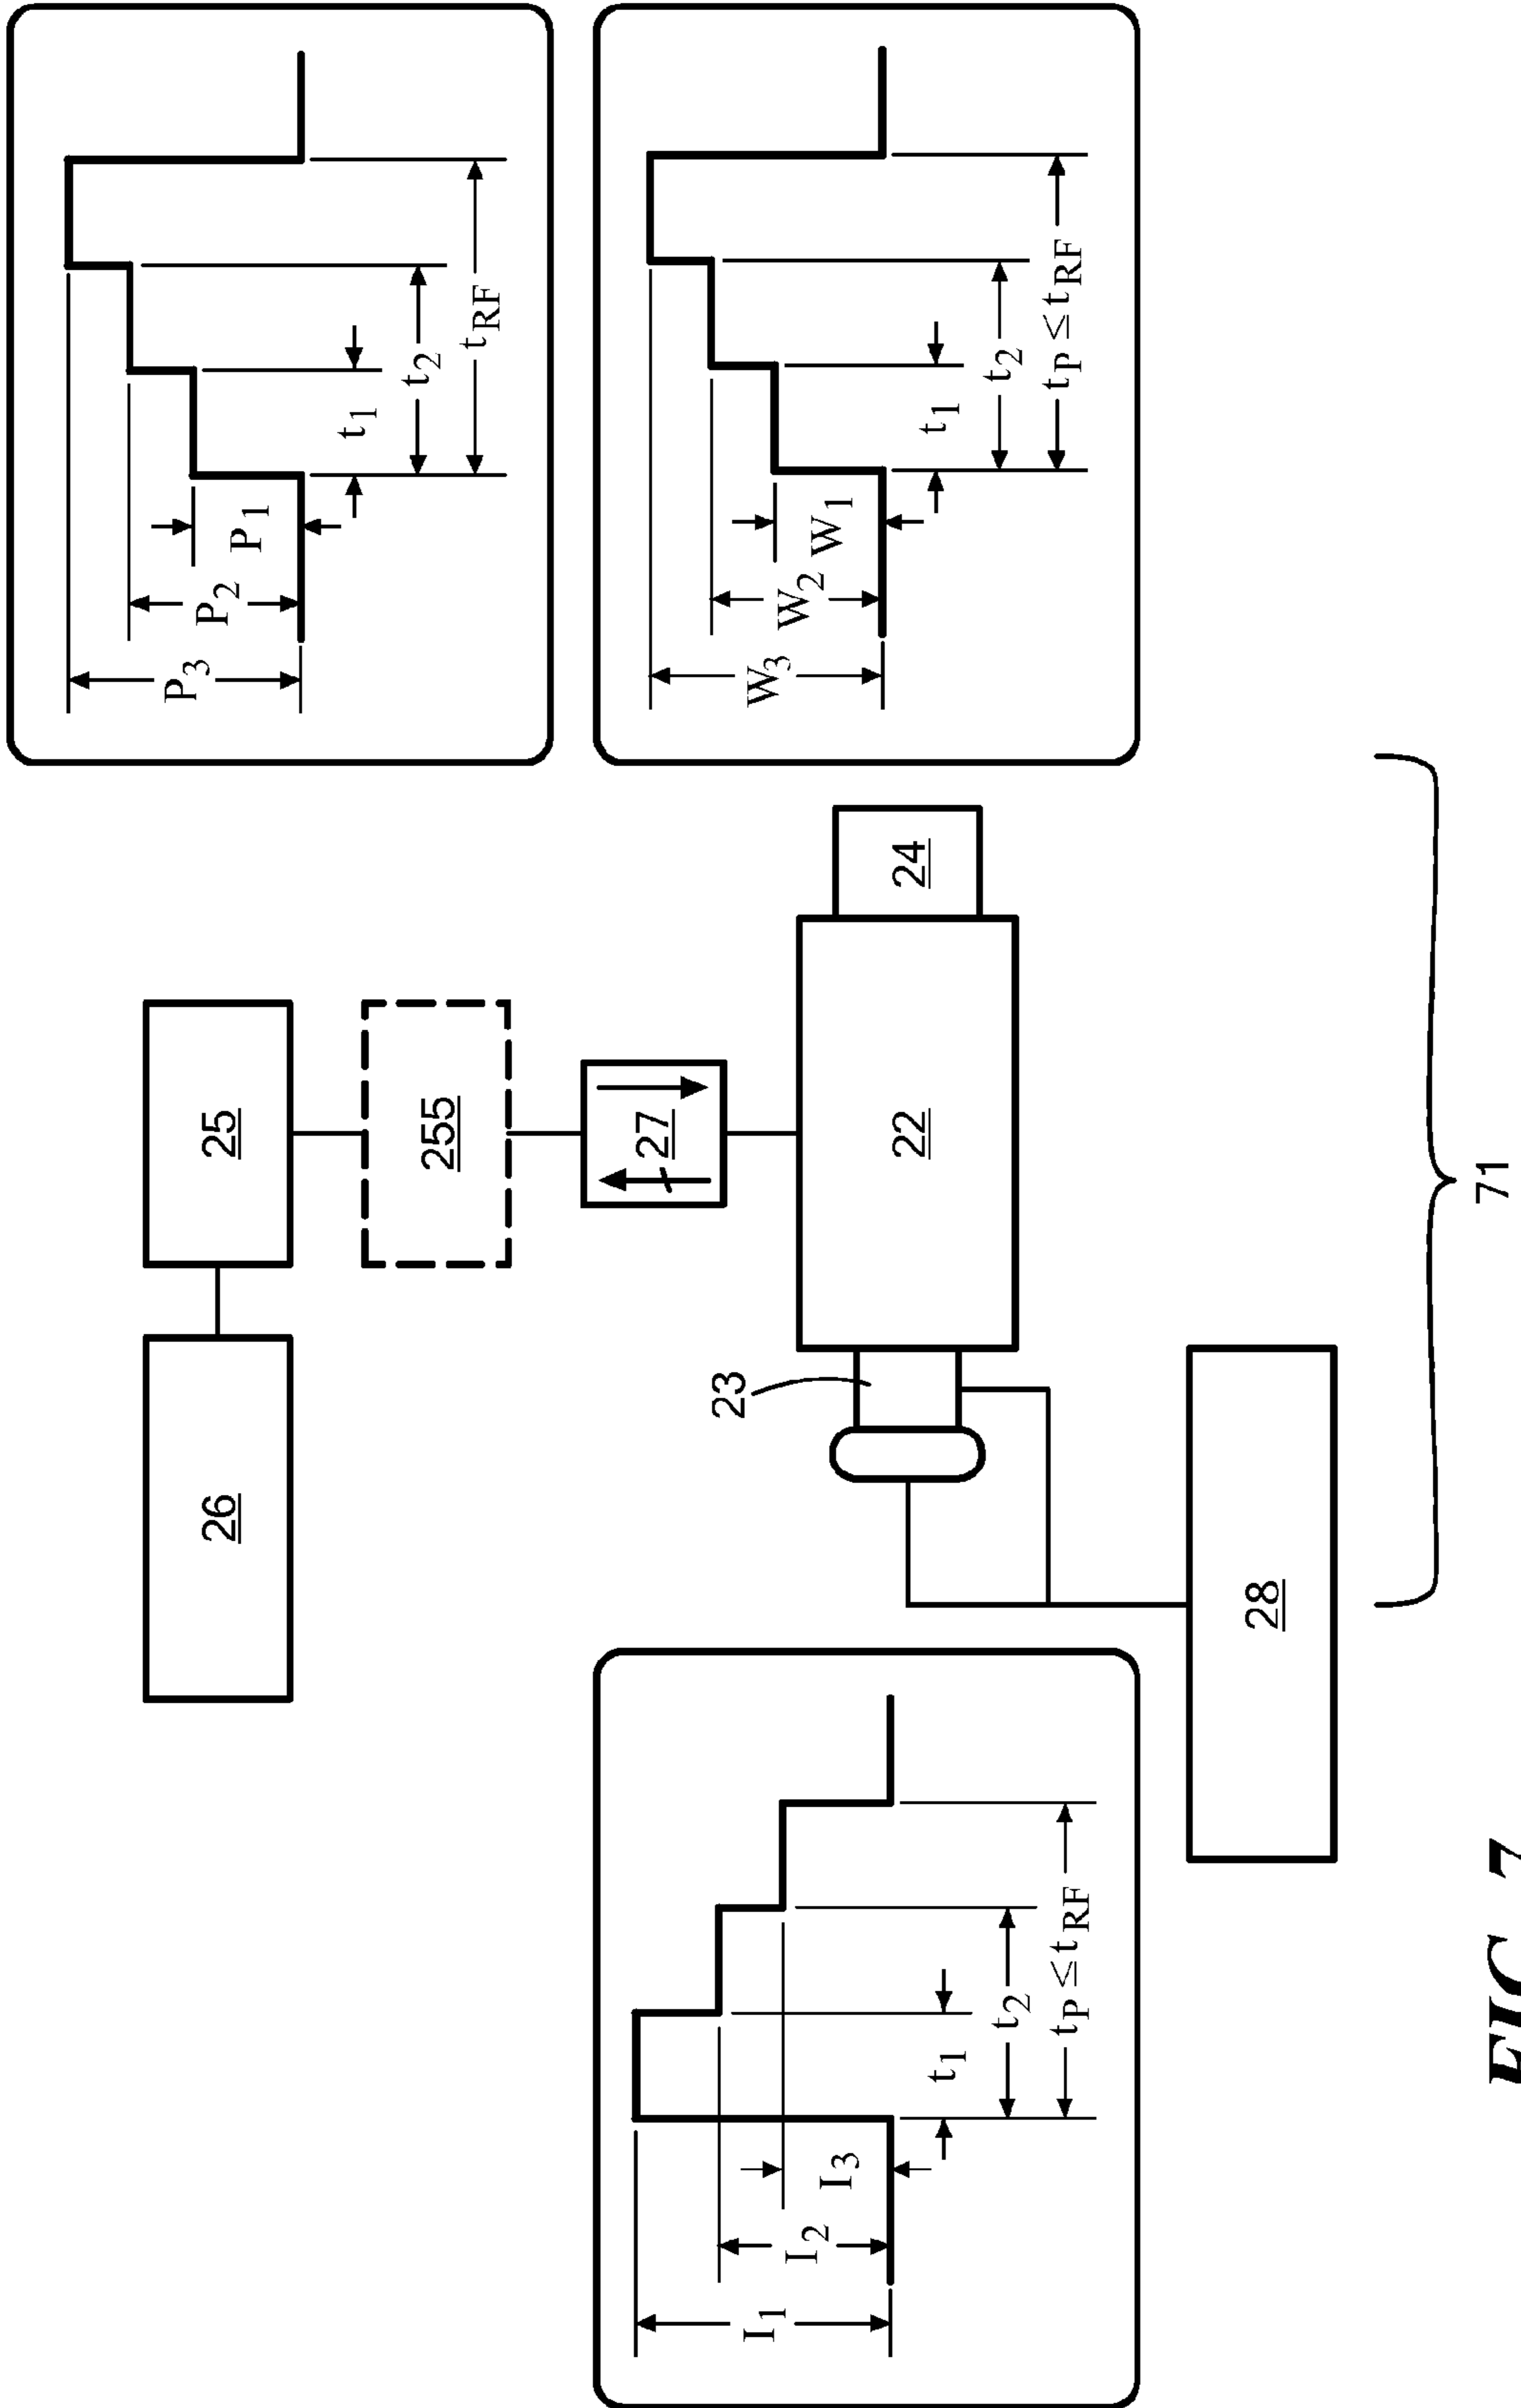 26
25
255
27
22
23
24
28
71
P3
P2
P1
t1
t2
tRF
I1
I2
I3
t1
t2
tP ≤ tRF
W3
W2
W1
t1
t2
tP ≤ tRF
FIG. 7